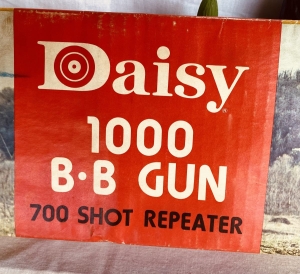 Daisy
1000
B·B GUN
700 SHOT REPEATER